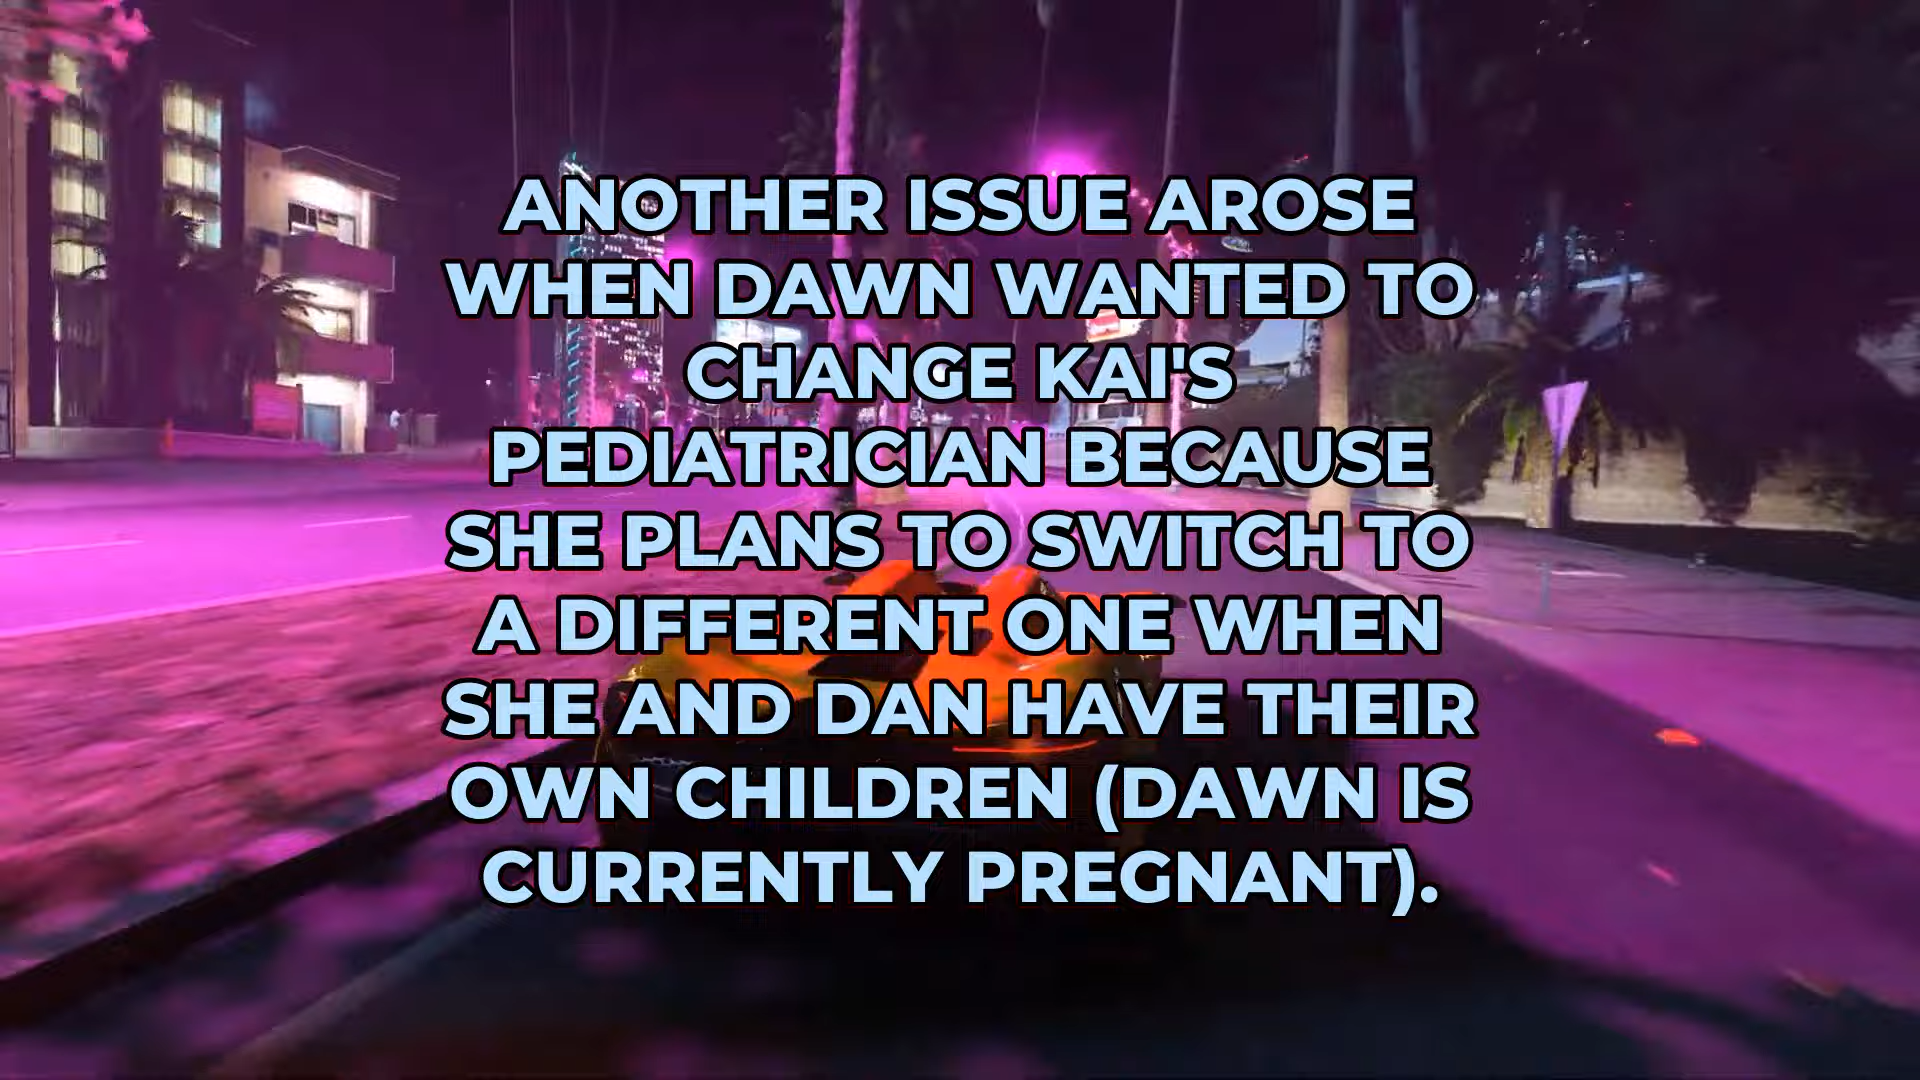 ANOTHER ISSUE AROSE
WHEN DAWN WANTED TO
CHANGE KAI'S
PEDIATRICIAN BECAUSE
SHE PLANS TO SWITCH TO
A DIFFERENT ONE WHEN
SHE AND DAN HAVE THEIR
OWN CHILDREN (DAWN IS
CURRENTLY PREGNANT).